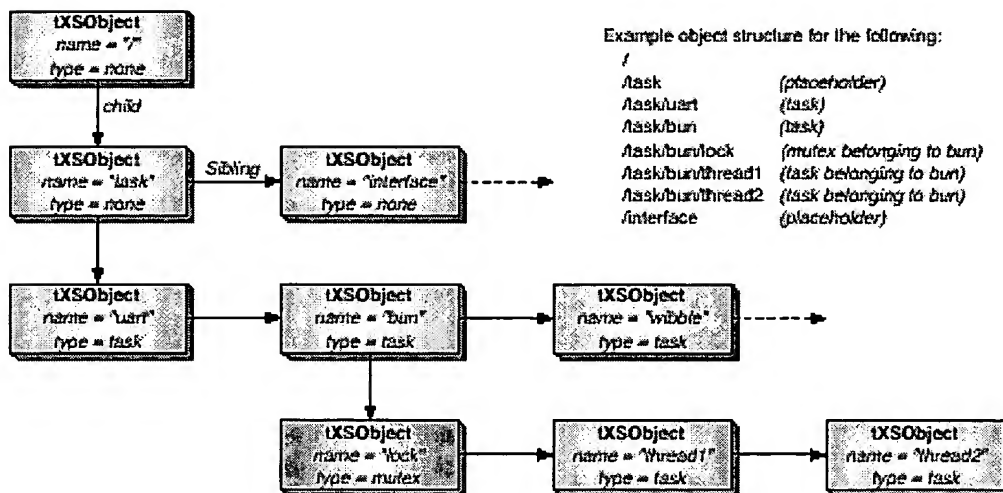 tXSObject
name = "/"
type = none
child
tXSObject
name = "task"
type = none
Sibling
tXSObject
name = "interface"
type = none
tXSObject
name = "uart"
type = task
tXSObject
name = "bun"
type = task
tXSObject
name = "wibble"
type = task
tXSObject
name = "lock"
type = mutex
tXSObject
name = "thread1"
type = task
tXSObject
name = "thread2"
type = task
Example object structure for the following:
/
/task (placeholder)
/task/uart (task)
/task/bun (task)
/task/bun/lock (mutex belonging to bun)
/task/bun/thread1 (task belonging to bun)
/task/bun/thread2 (task belonging to bun)
/interface (placeholder)